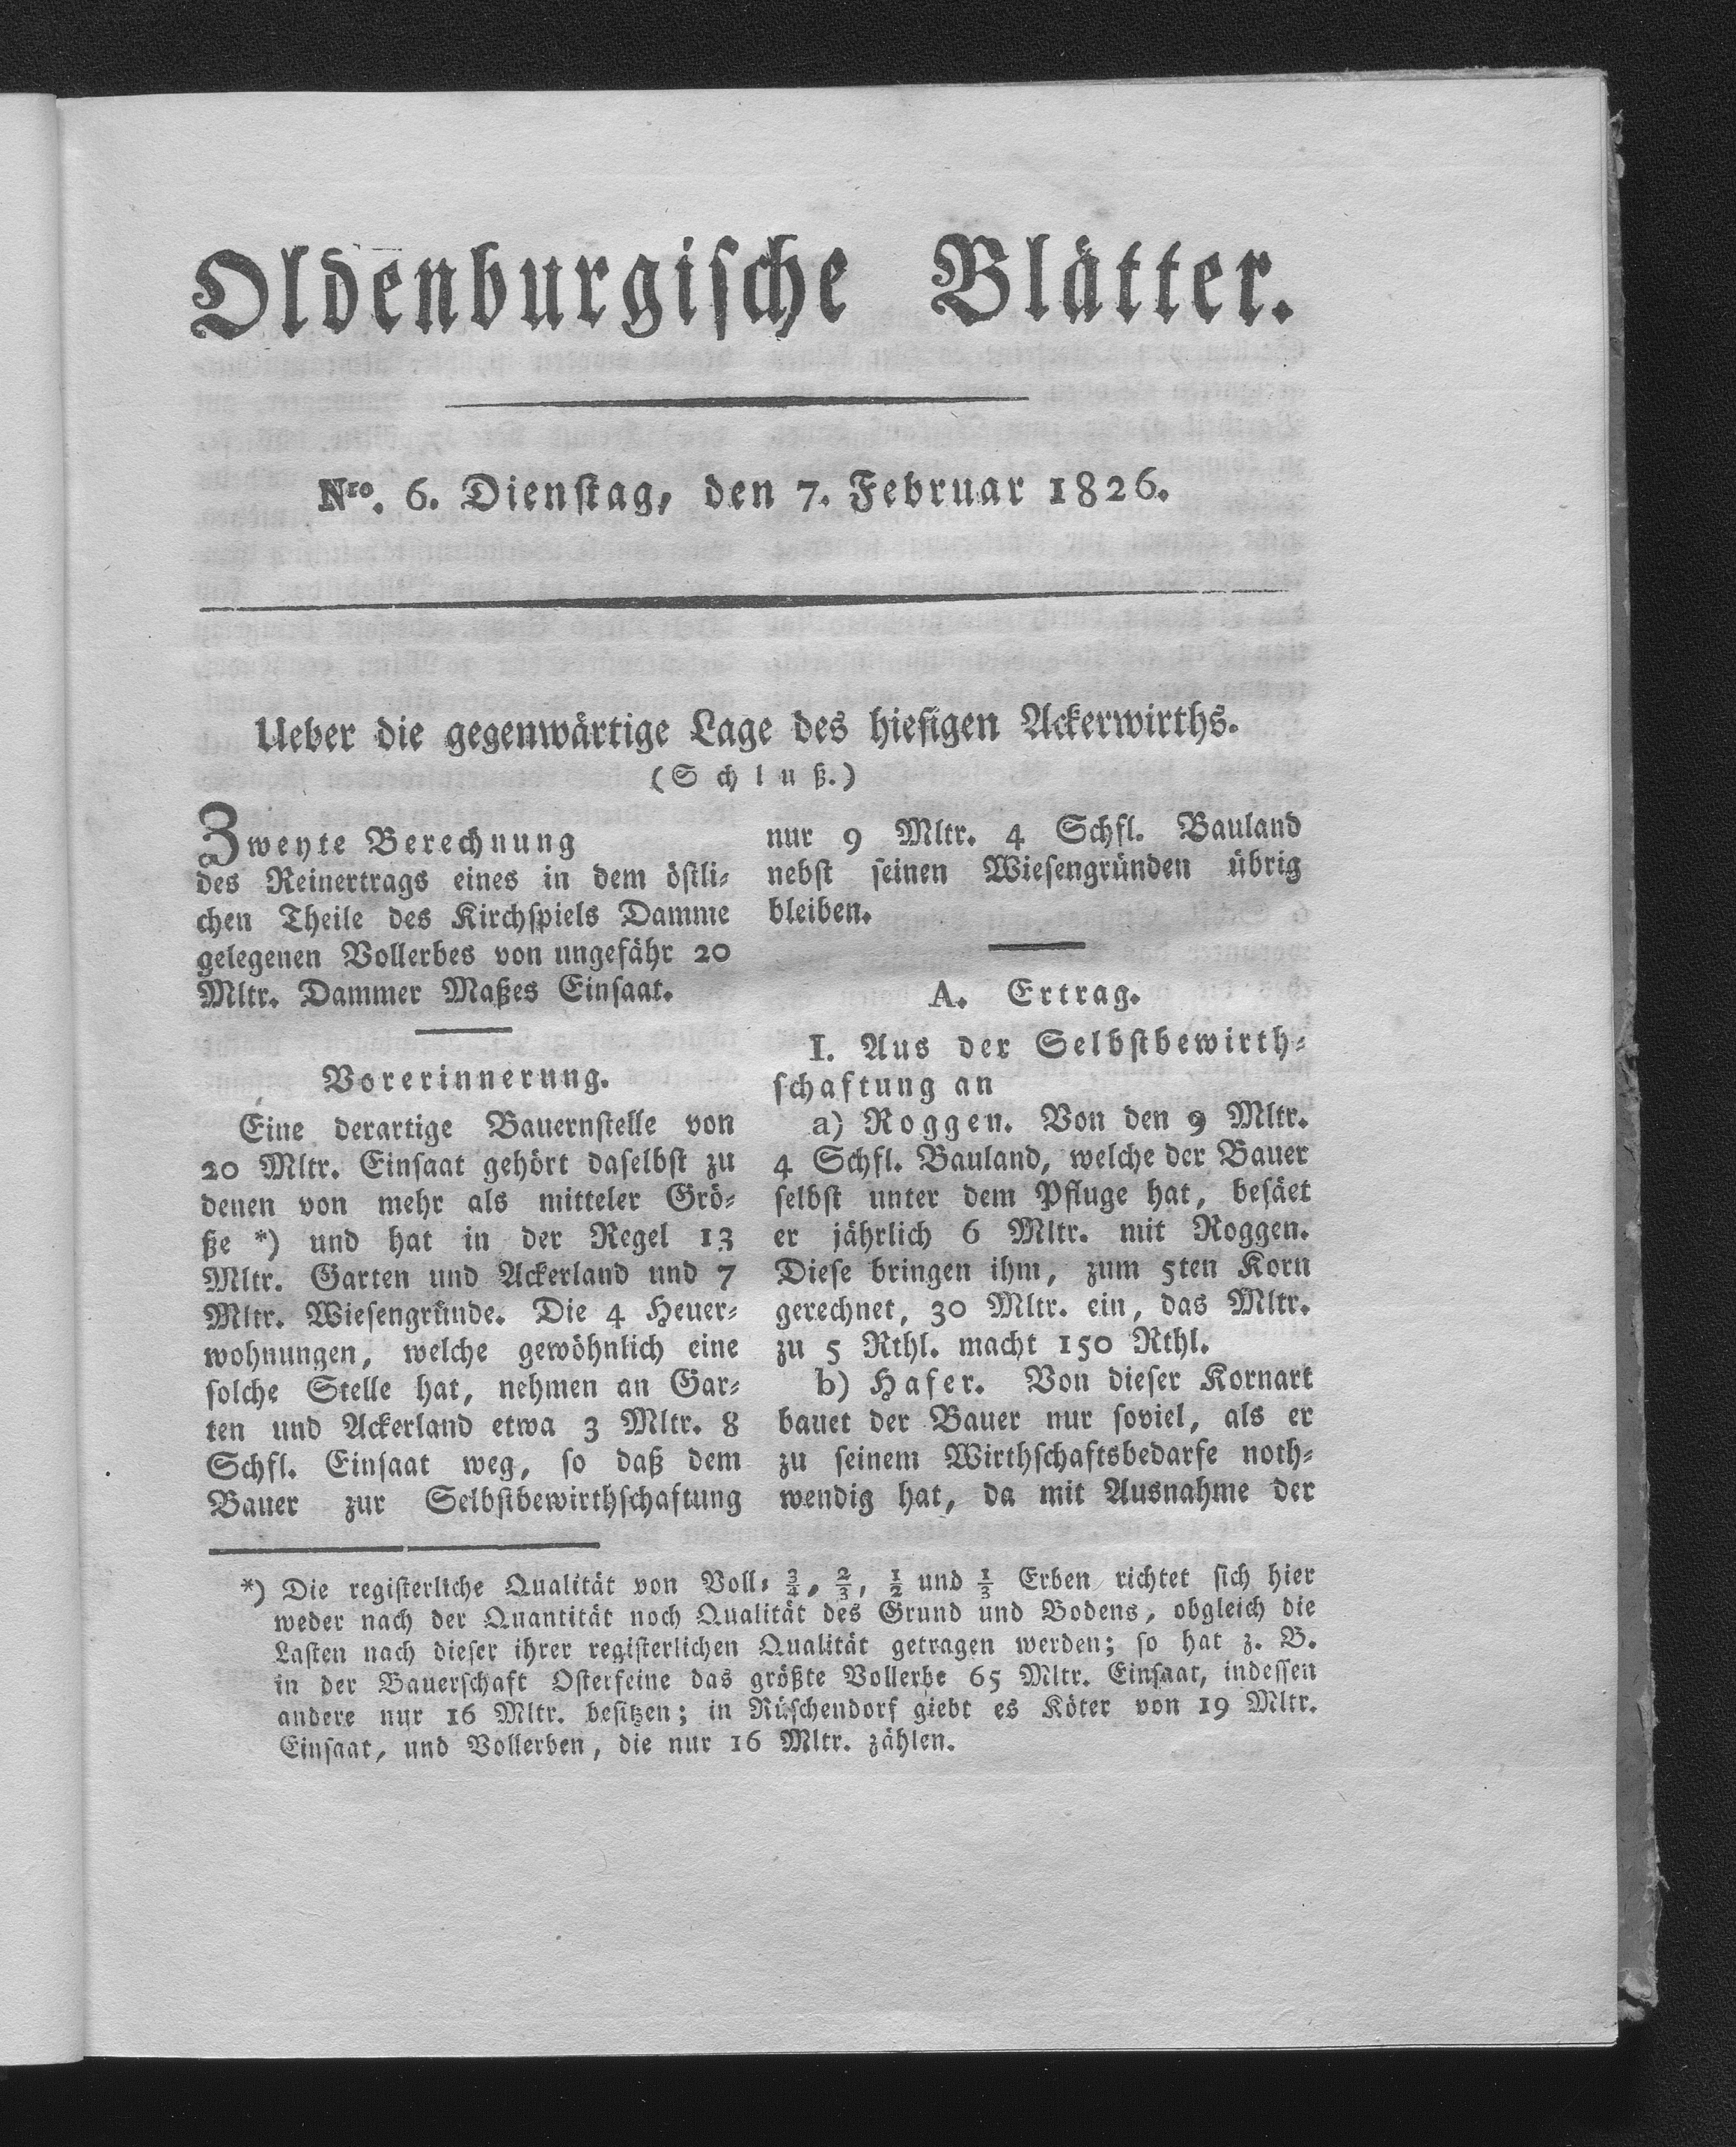 Oldenburgische Blätter.
Nro. 6. Dienstag, den 7. Februar 1826.
Ueber die gegenwärtige Lage des hiesigen Ackerwirths.
(Schluß.)
Zweyte Berechnung
des Reinertrags eines in dem östli-
chen Theile des Kirchspiels Damme
gelegenen Vollerbes von ungefähr 20
Mltr. Dammer Maßes Einsaat.
Vorerinnerung.
Eine derartige Bauernstelle von
20 Mltr. Einsaat gehört daselbst zu
denen von mehr als mitteler Grö-
ße *) und hat in der Regel 13
Mltr. Garten und Ackerland und 7
Mltr. Wiesengründe. Die 4 Heuer-
wohnungen, welche gewöhnlich eine
solche Stelle hat, nehmen an Gar-
ten und Ackerland etwa 3 Mltr. 8
Schfl. Einsaat weg, so daß dem
Bauer zur Selbstbewirthschaftung
nur 9 Mltr. 4 Schfl. Bauland
nebst seinen Wiesengründen übrig
bleiben.
A. Ertrag.
I. Aus der Selbstbewirth-
schaftung an
a) Roggen. Von den 9 Mltr.
4 Schfl. Bauland, welche der Bauer
selbst unter dem Pfluge hat, besäet
er jährlich 6 Mltr. mit Roggen.
Diese bringen ihm, zum 5ten Korn
gerechnet, 30 Mltr. ein, das Mltr.
zu 5 Rthl. macht 150 Rthl.
b) Hafer. Von dieser Kornart
bauet der Bauer nur soviel, als er
zu seinem Wirthschaftsbedarfe noth-
wendig hat, da mit Ausnahme der
*) Die registerliche Qualität von Voll- 3/4, 2/3, 1/2 und 1/3 Erben richtet sich hier
weder nach der Quantität noch Qualität des Grund und Bodens, obgleich die
Lasten nach dieser ihrer registerlichen Qualität getragen werden; so hat z. B.
in der Bauerschaft Osterfeine das größte Vollerbe 65 Mltr. Einsaat, indessen
andere nur 16 Mltr. besitzen; in Rüschendorf giebt es Köter von 19 Mltr.
Einsaat, und Vollerben, die nur 16 Mltr. zählen.